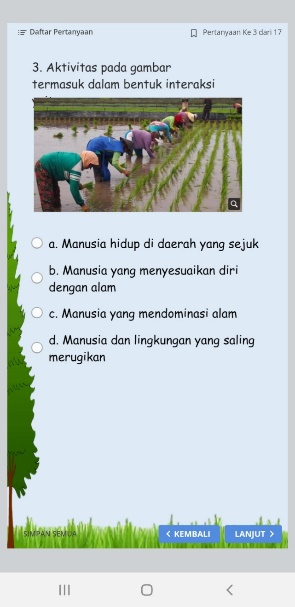 Daftar Pertanyaan
Pertanyaan Ke 3 dari 17
3. Aktivitas pada gambar
termasuk dalam bentuk interaksi
a. Manusia hidup di daerah yang sejuk
b. Manusia yang menyesuaikan diri
dengan alam
c. Manusia yang mendominasi alam
d. Manusia dan lingkungan yang saling
merugikan
SIMPAN SEMUA
< KEMBALI
LANJUT >